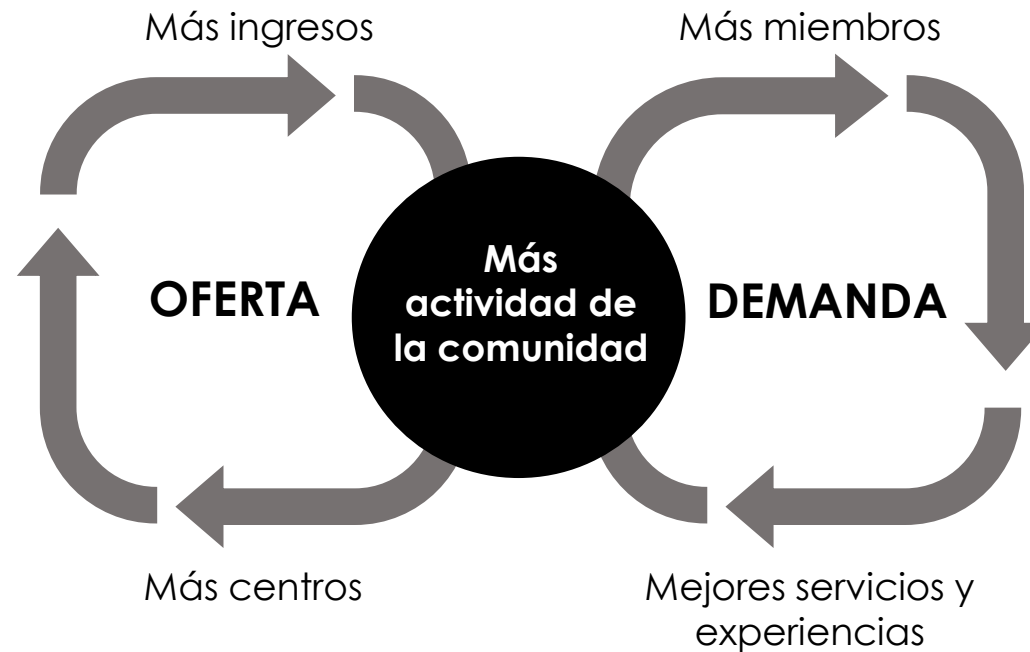 Más ingresos
Más miembros
OFERTA
Más
actividad de
la comunidad
DEMANDA
Más centros
Mejores servicios y
experiencias